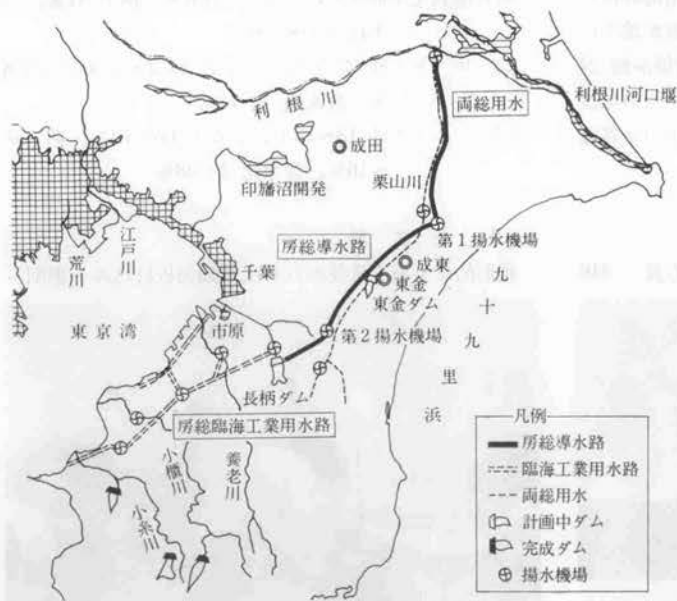 利根川
両総用水
利根川河口堰
成田
印旛沼開発
栗山川
房総導水路
第1揚水機場
江戸川
荒川
千葉
成東
東金
東金ダム
九十九里浜
東京湾
市原
第2揚水機場
長柄ダム
房総臨海工業用水路
小櫃川
養老川
小糸川
凡例
房総導水路
臨海工業用水路
両総用水
計画中ダム
完成ダム
揚水機場